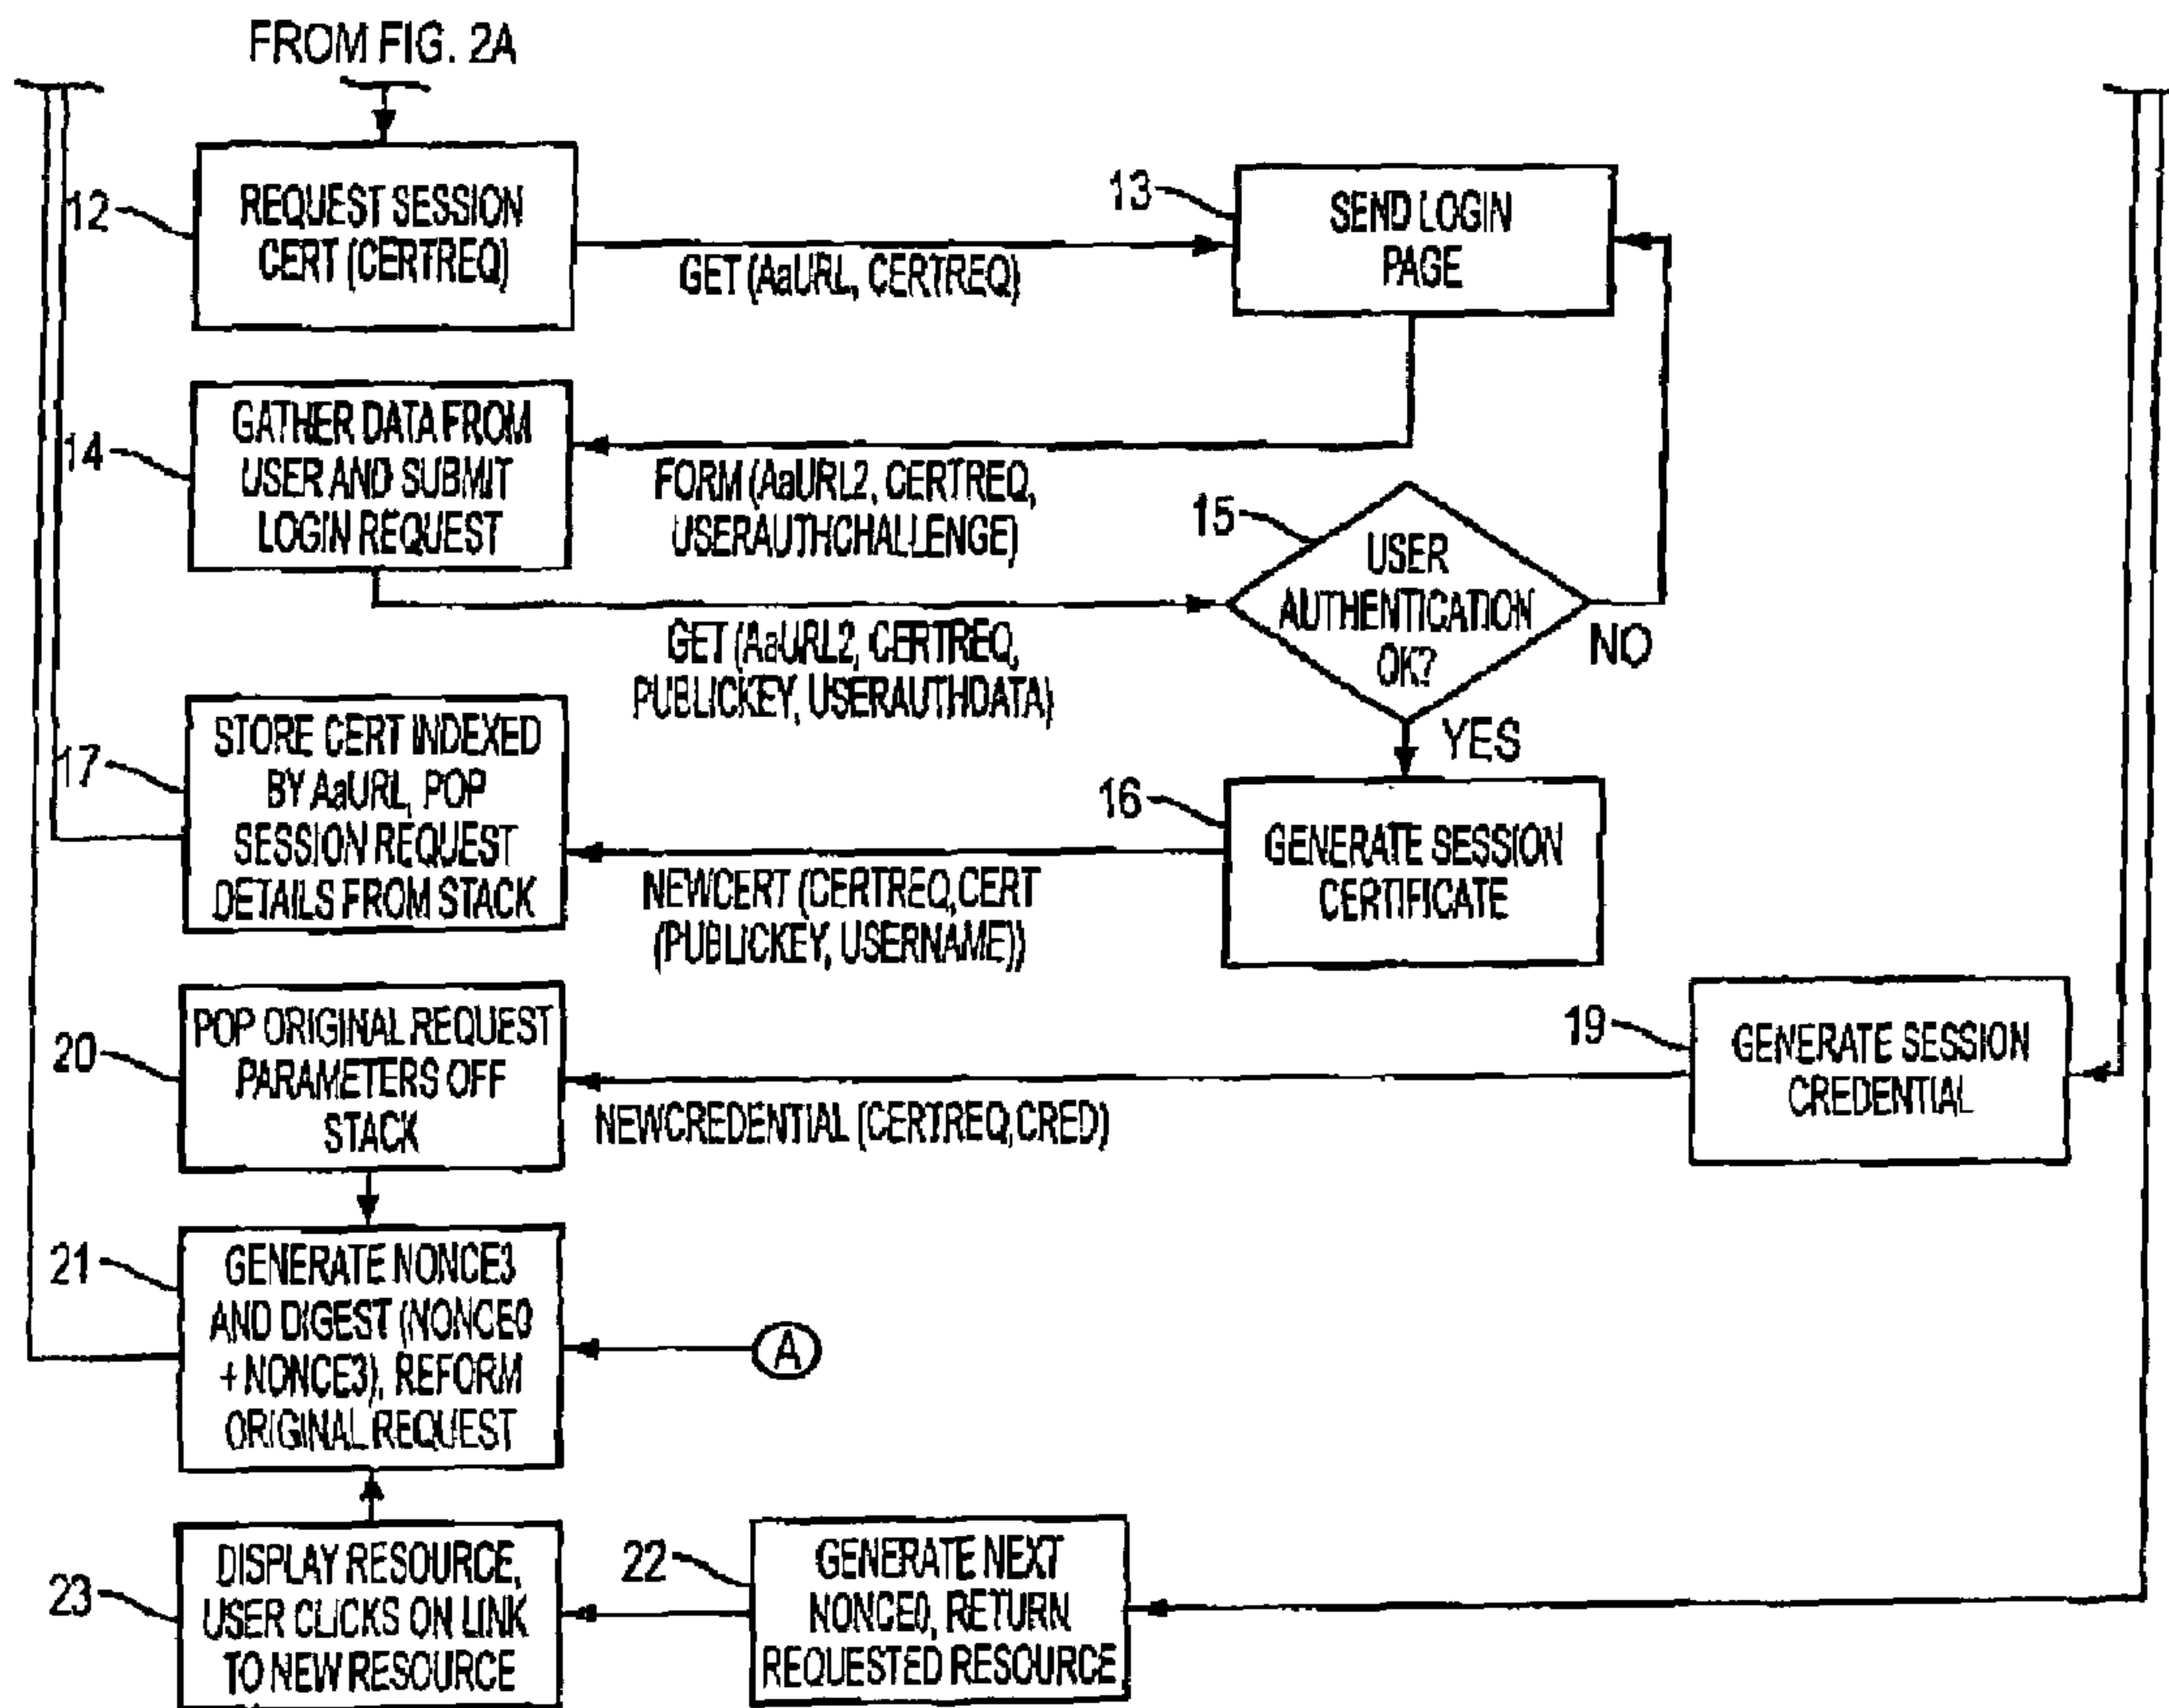 FROM FIG. 2A
12
REQUEST SESSION
CERT (CERTREQ)
GET (AaURL, CERTREQ)
13
SEND LOGIN
PAGE
14
GATHER DATA FROM
USER AND SUBMIT
LOGIN REQUEST
FORM (AaURL2, CERTREQ,
USERAUTHCHALLENGE)
15
USER
AUTHENTICATION
OK?
NO
YES
GET (AaURL2, CERTREQ,
PUBLICKEY, USERAUTHDATA)
17
STORE CERT INDEXED
BY AaURL, POP
SESSION REQUEST
DETAILS FROM STACK
16
GENERATE SESSION
CERTIFICATE
NEWCERT (CERTREQ,CERT
(PUBLICKEY, USERNAME))
20
POP ORIGINAL REQUEST
PARAMETERS OFF
STACK
19
GENERATE SESSION
CREDENTIAL
NEWCREDENTIAL (CERTREQ,CRED)
21
GENERATE NONCE3
AND DIGEST (NONCE0
+ NONCE3), REFORM
ORIGINAL REQUEST
A
23
DISPLAY RESOURCE,
USER CLICKS ON LINK
TO NEW RESOURCE
22
GENERATE NEXT
NONCE0, RETURN
REQUESTED RESOURCE